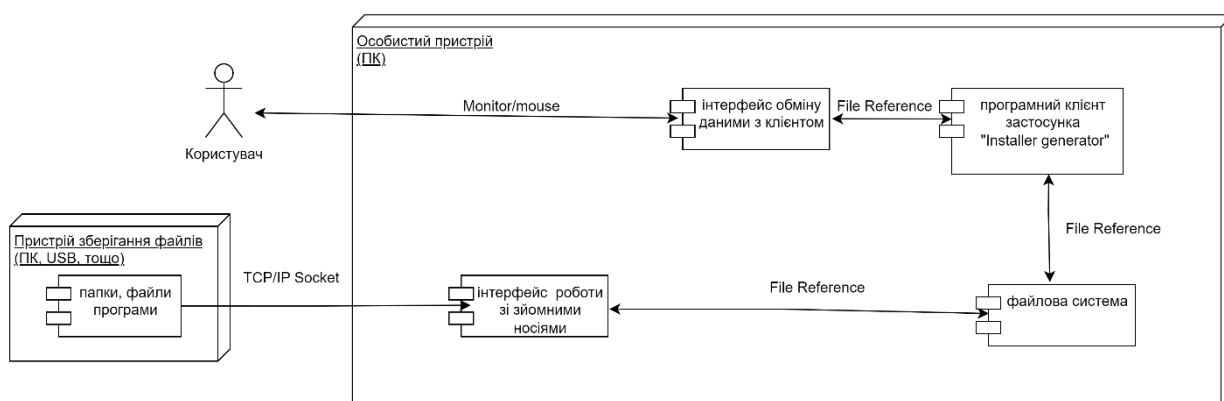 Особистий пристрій
(ПК)
Monitor/mouse
інтерфейс обміну
даними з клієнтом
File Reference
програмний клієнт
застосунка
"Installer generator"
Користувач
File Reference
Пристрій зберігання файлів
(ПК, USB, тощо)
папки, файли
програми
TCP/IP Socket
інтерфейс роботи
зі зйомними
носіями
File Reference
файлова система